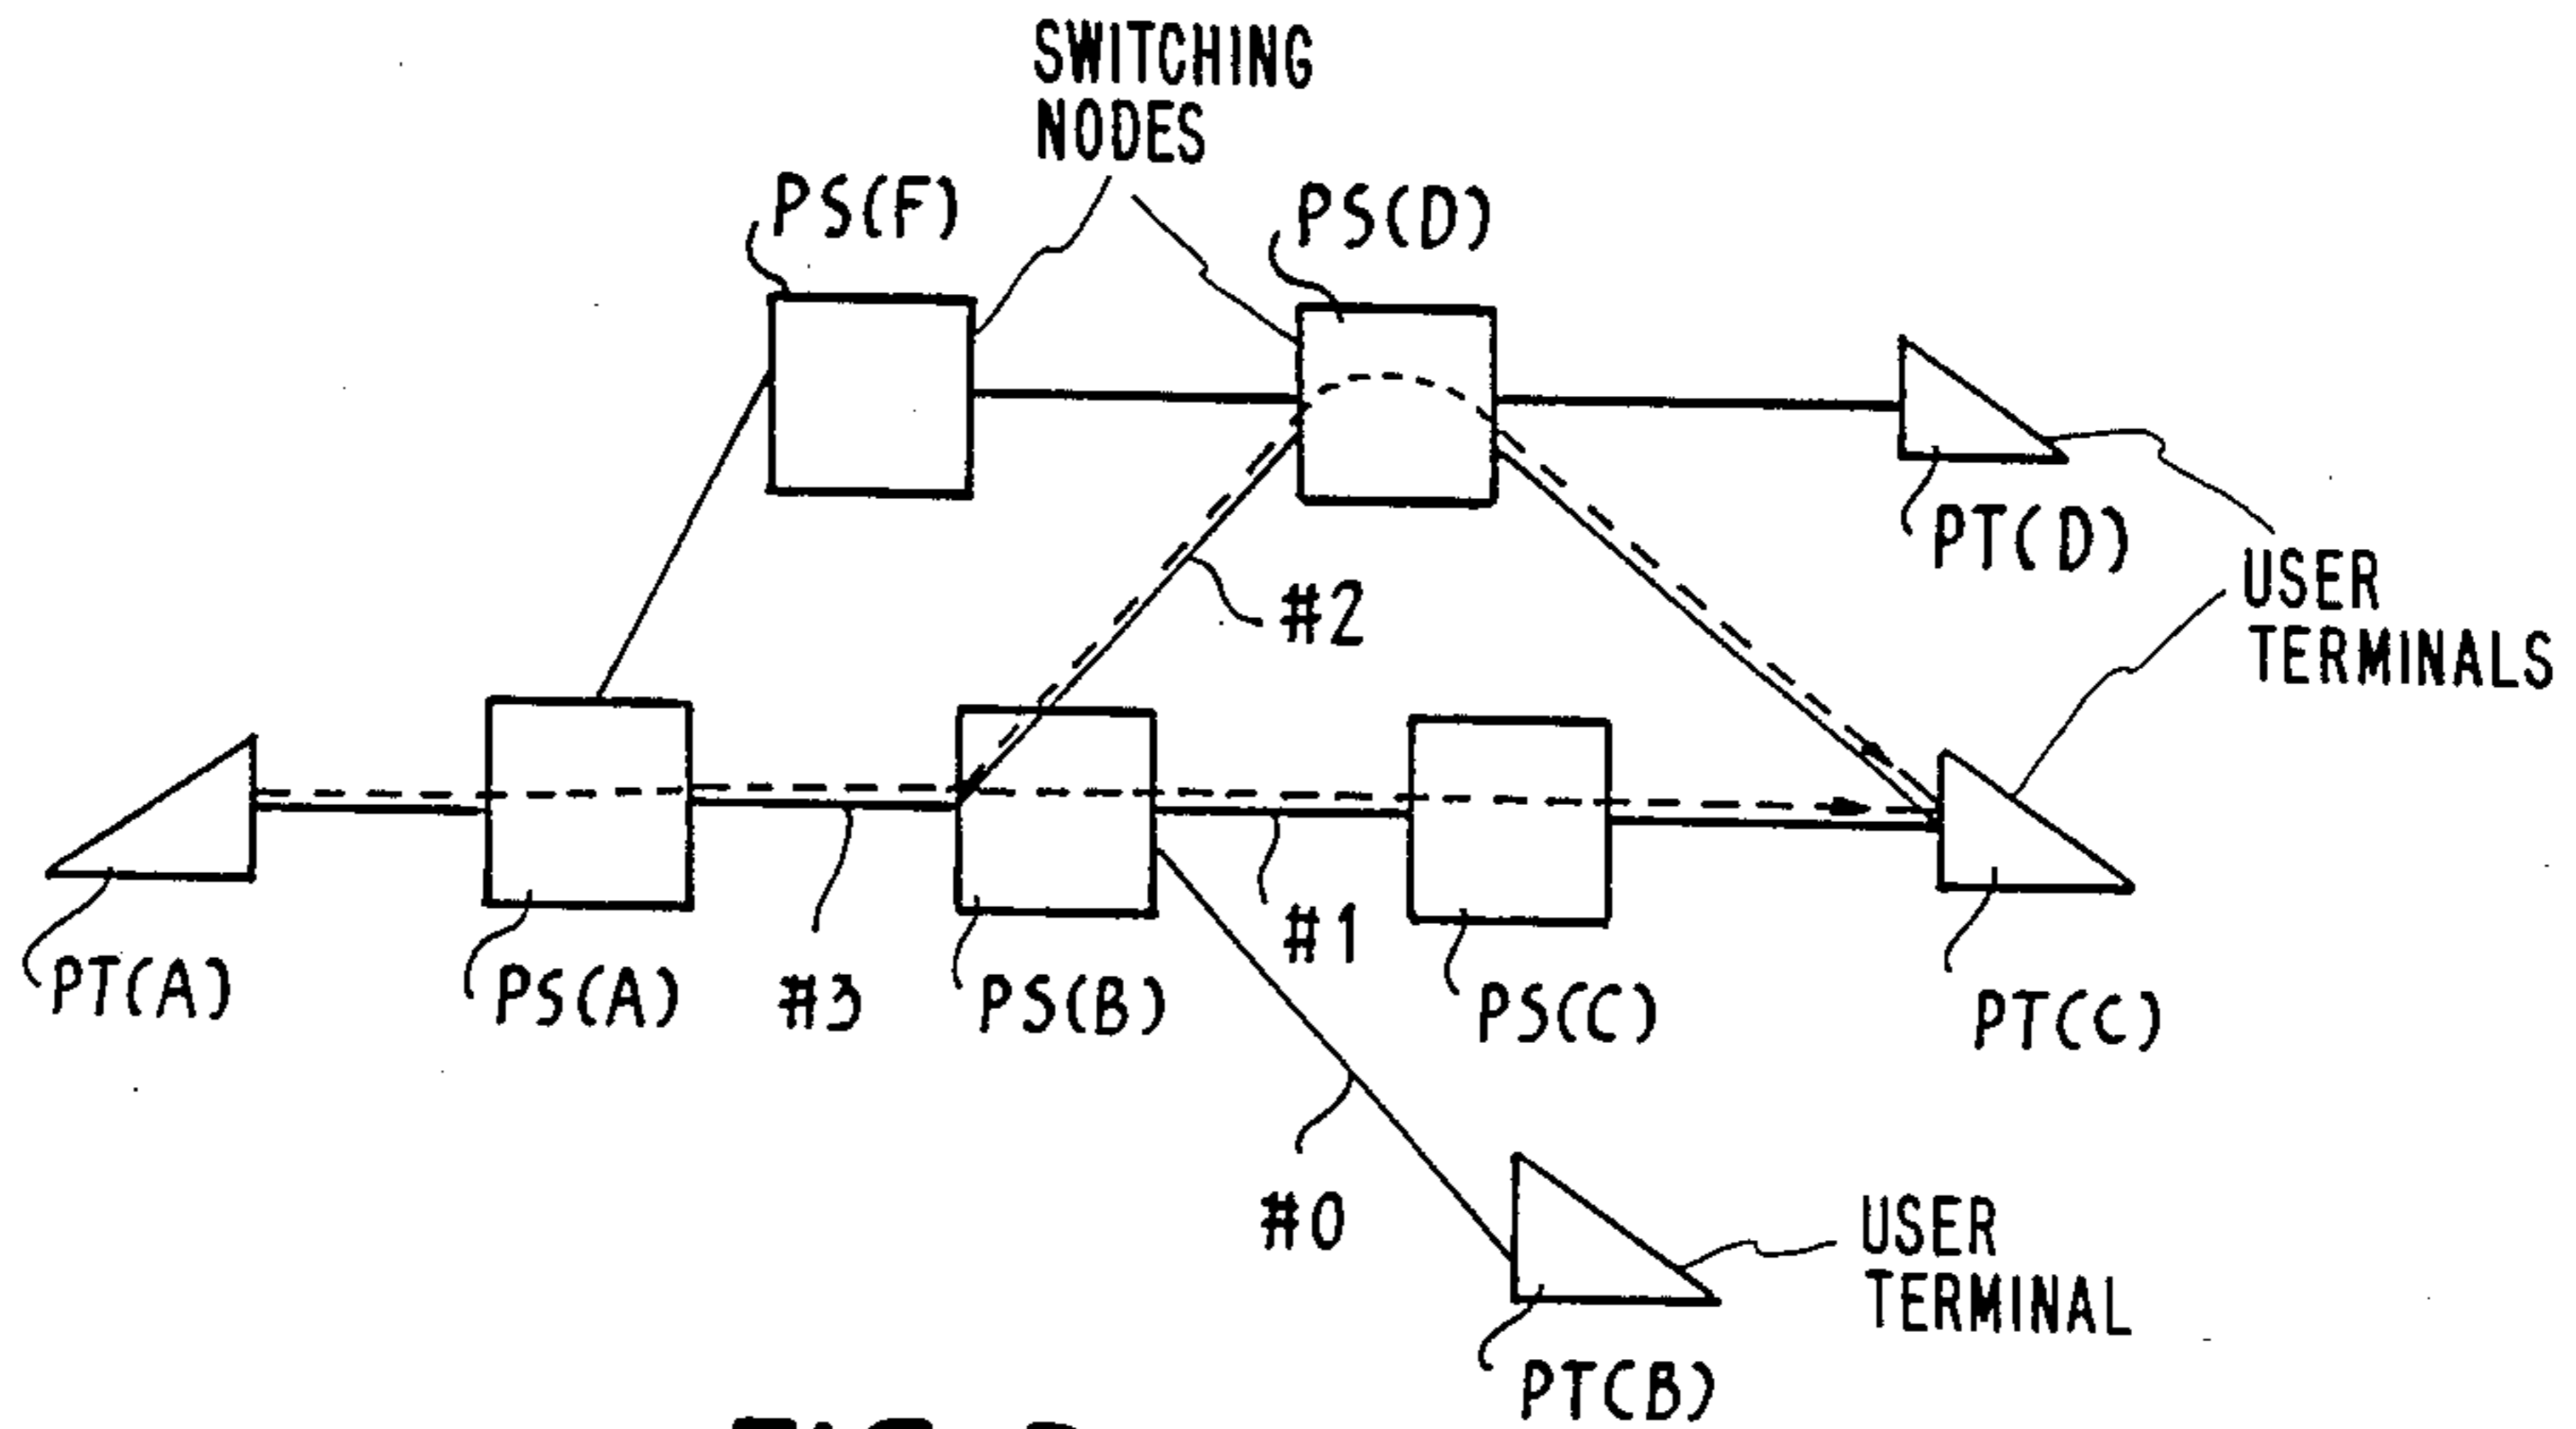 SWITCHING
NODES
PS(F)
PS(D)
PT(D)
#2
USER
TERMINALS
PT(A)
PS(A)
#3
PS(B)
#1
PS(C)
PT(C)
#0
USER
TERMINAL
PT(B)